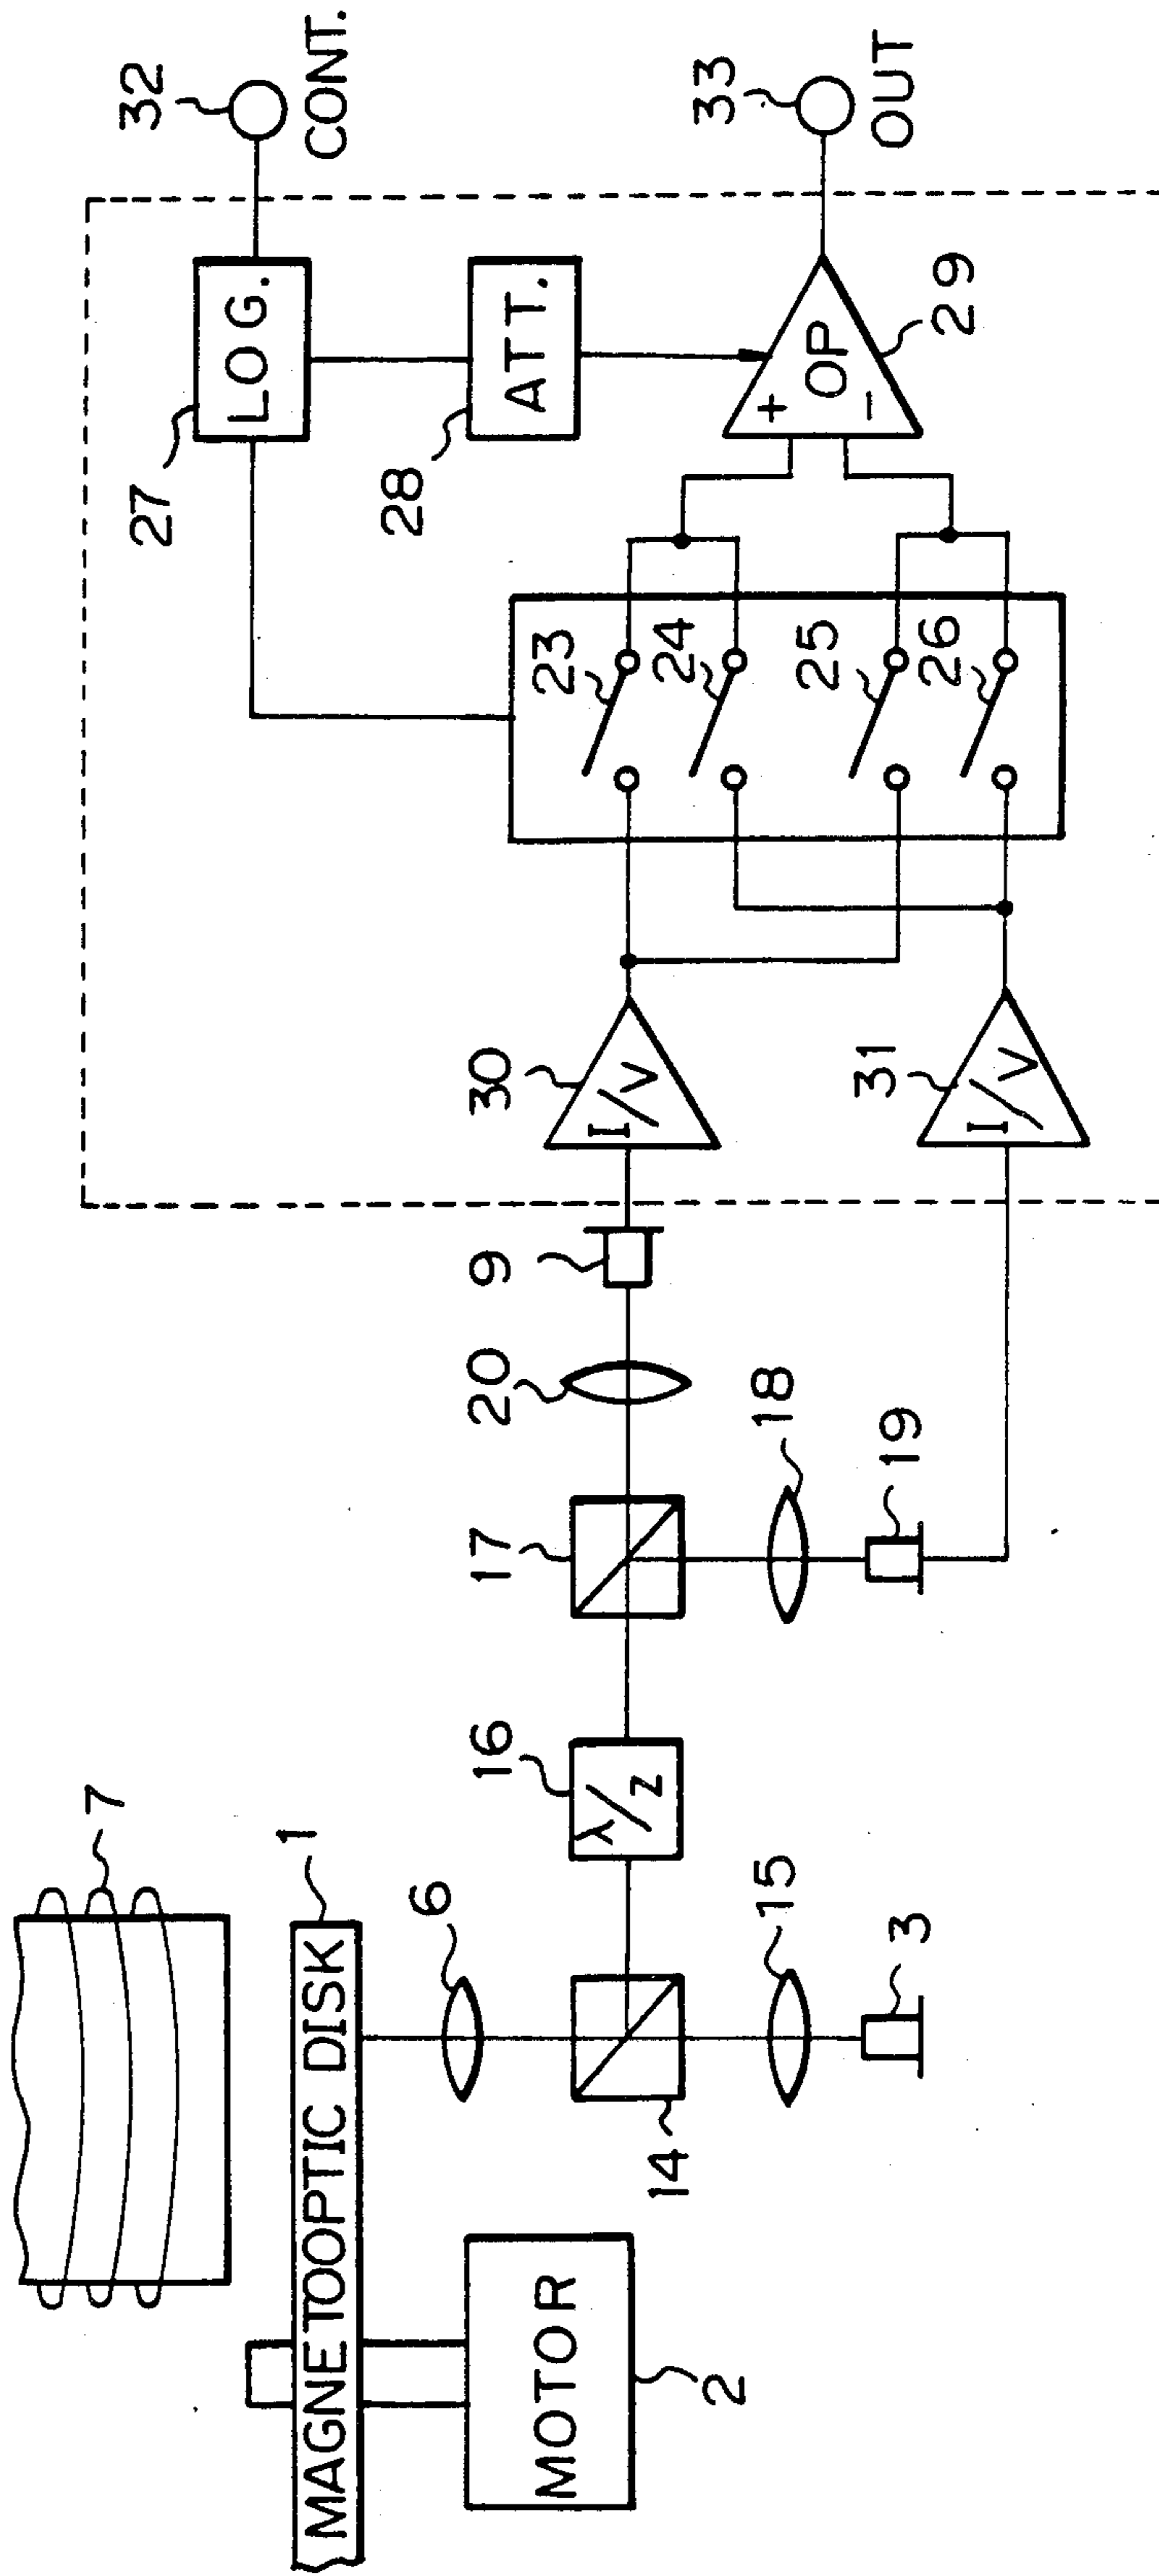 7
1
MAGNETOOPTIC DISK
MOTOR
2
6
14
15
3
16
λ/2
17
18
19
20
9
30
I/V
31
I/V
23
24
25
26
27
LOG.
28
ATT.
+
OP
−
29
32
CONT.
33
OUT